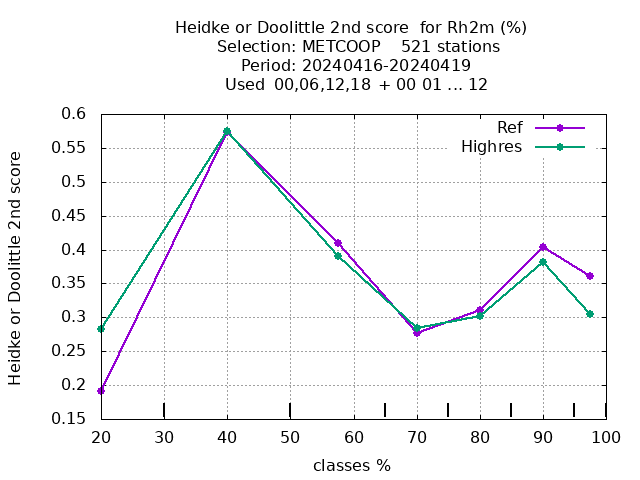 Heidke or Doolittle 2nd score  for Rh2m (%)
Selection: METCOOP    521 stations
Period: 20240416-20240419
Used  00,06,12,18 + 00 01 ... 12
Heidke or Doolittle 2nd score
0.6
0.55
0.5
0.45
0.4
0.35
0.3
0.25
0.2
0.15
Ref
Highres
20 30 40 50 60 70 80 90 100
classes %